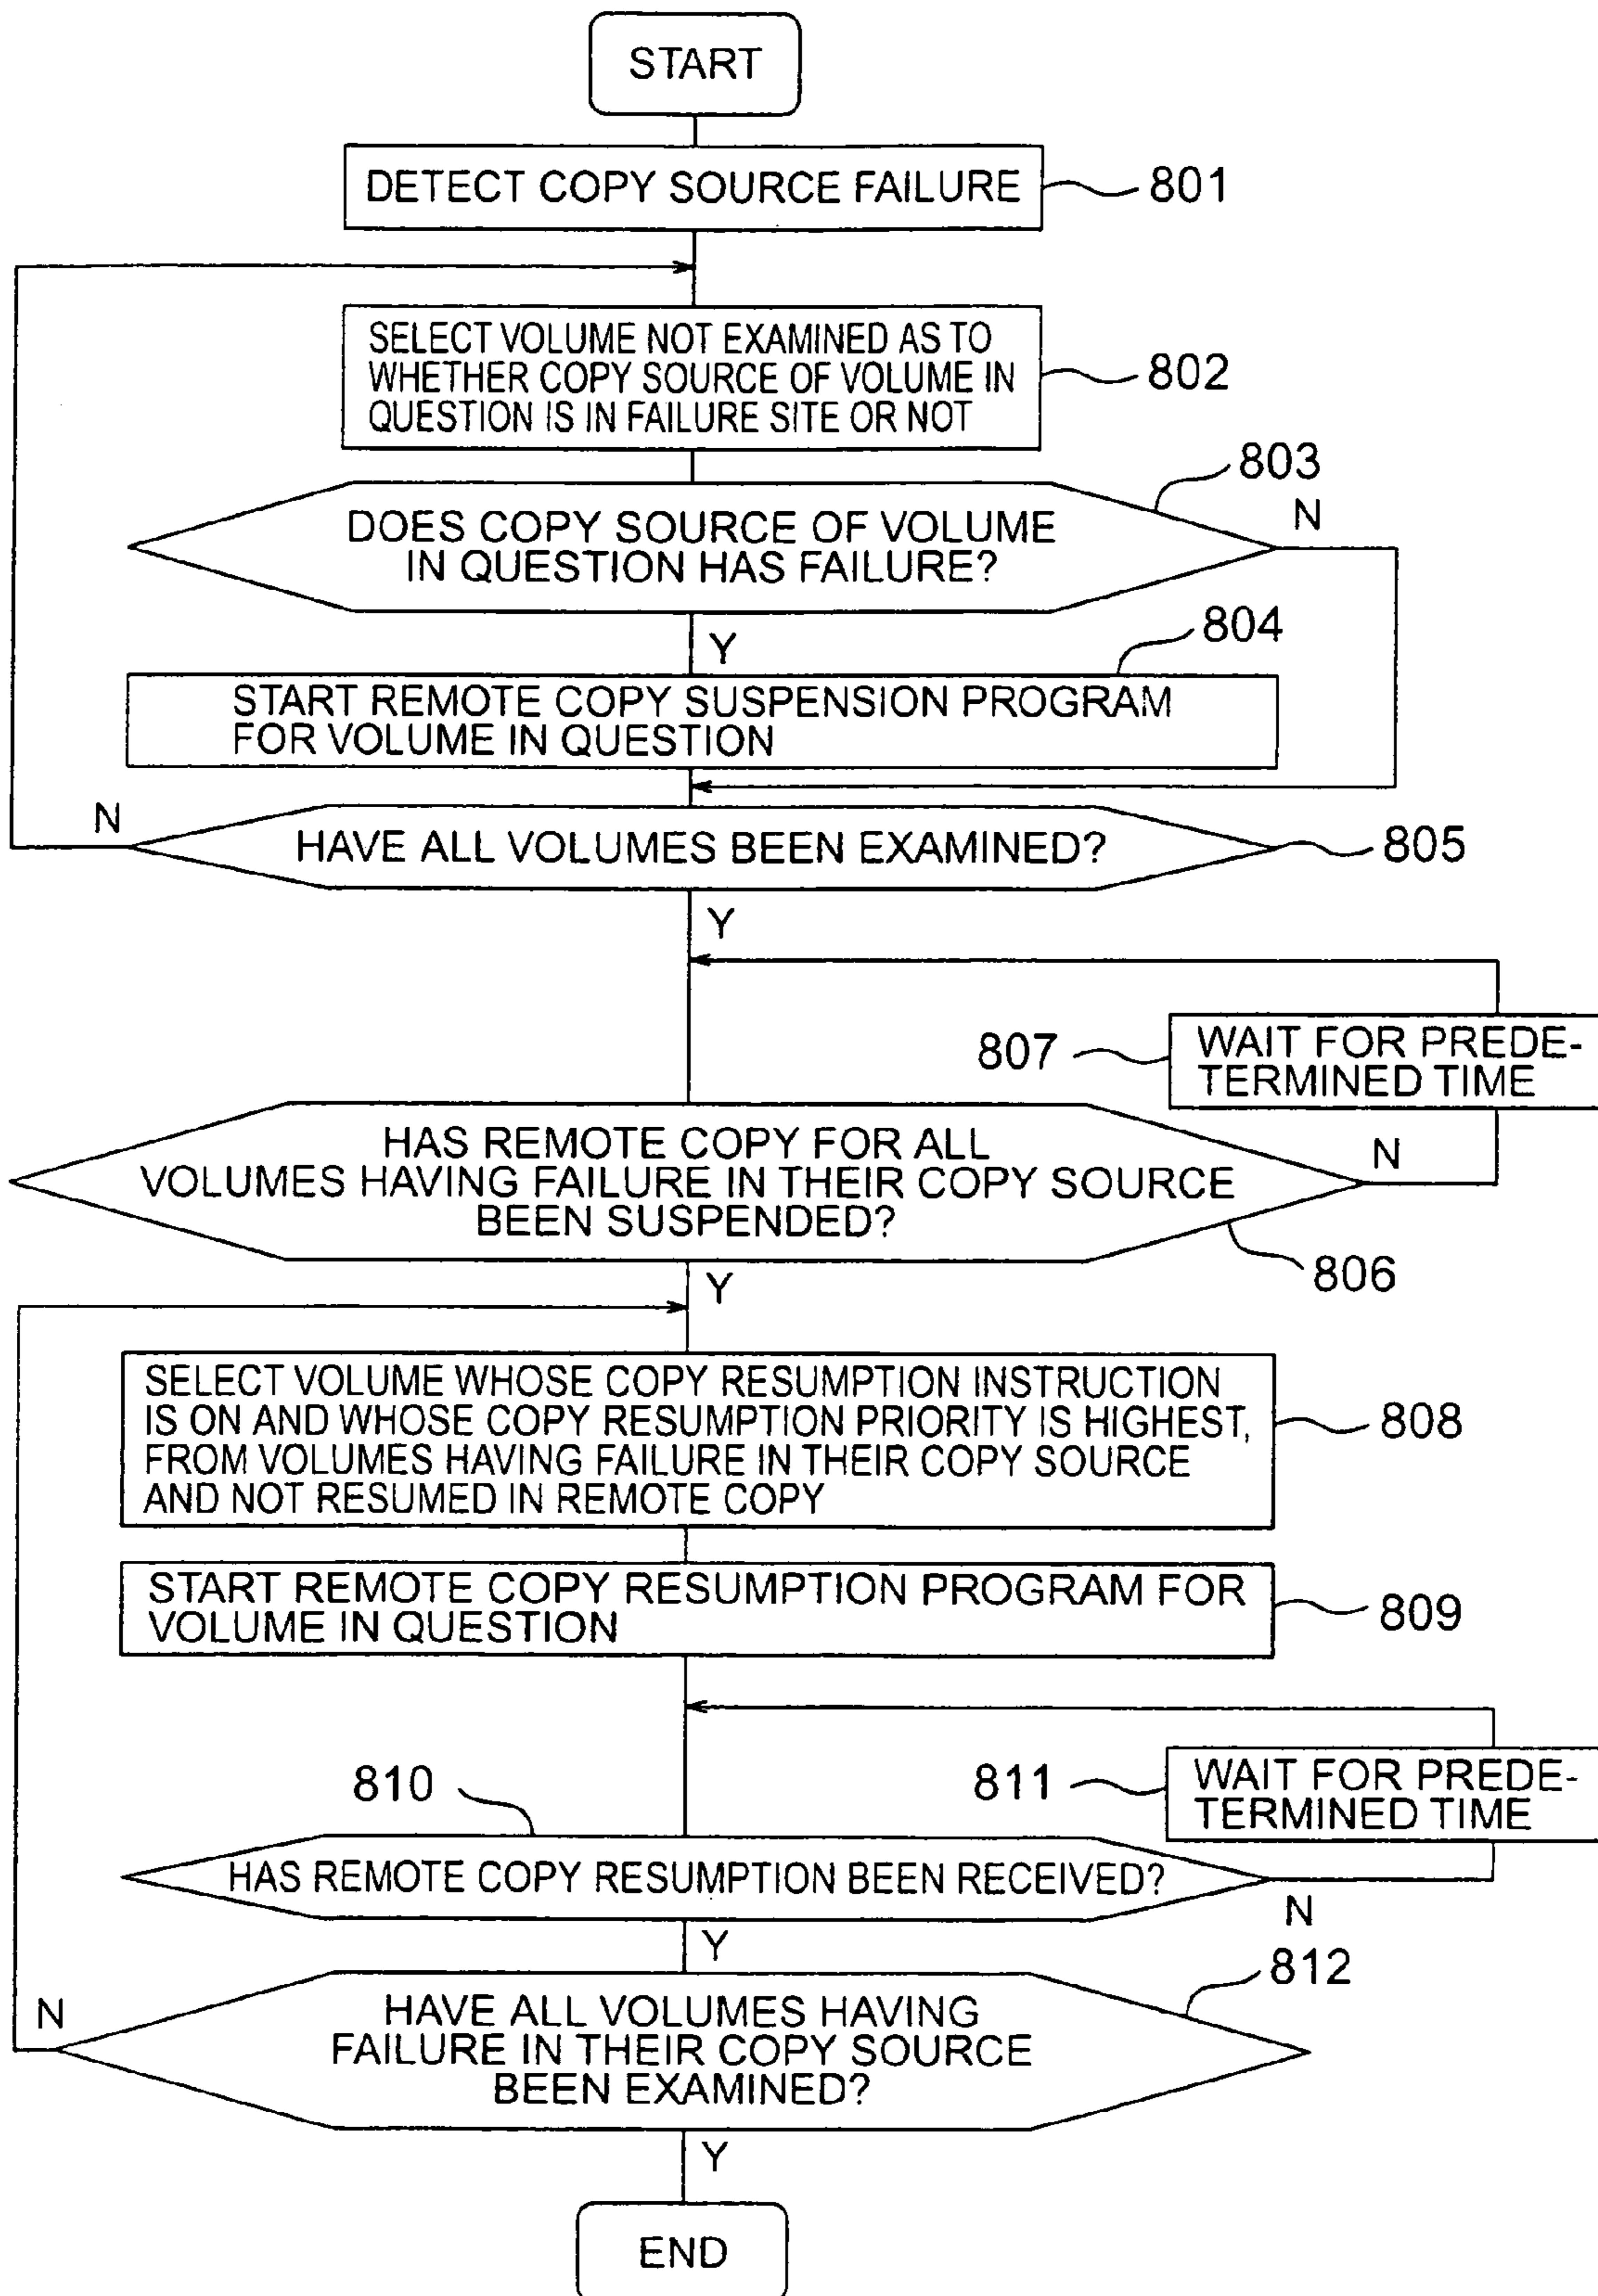 START
DETECT COPY SOURCE FAILURE
801
SELECT VOLUME NOT EXAMINED AS TO
WHETHER COPY SOURCE OF VOLUME IN
QUESTION IS IN FAILURE SITE OR NOT
802
803
DOES COPY SOURCE OF VOLUME
IN QUESTION HAS FAILURE?
N
Y
804
START REMOTE COPY SUSPENSION PROGRAM
FOR VOLUME IN QUESTION
N
HAVE ALL VOLUMES BEEN EXAMINED?
805
Y
807
WAIT FOR PREDE-
TERMINED TIME
HAS REMOTE COPY FOR ALL
VOLUMES HAVING FAILURE IN THEIR COPY SOURCE
BEEN SUSPENDED?
N
806
Y
SELECT VOLUME WHOSE COPY RESUMPTION INSTRUCTION
IS ON AND WHOSE COPY RESUMPTION PRIORITY IS HIGHEST,
FROM VOLUMES HAVING FAILURE IN THEIR COPY SOURCE
AND NOT RESUMED IN REMOTE COPY
808
START REMOTE COPY RESUMPTION PROGRAM FOR
VOLUME IN QUESTION
809
810
811
WAIT FOR PREDE-
TERMINED TIME
HAS REMOTE COPY RESUMPTION BEEN RECEIVED?
N
Y
812
N
HAVE ALL VOLUMES HAVING
FAILURE IN THEIR COPY SOURCE
BEEN EXAMINED?
Y
END